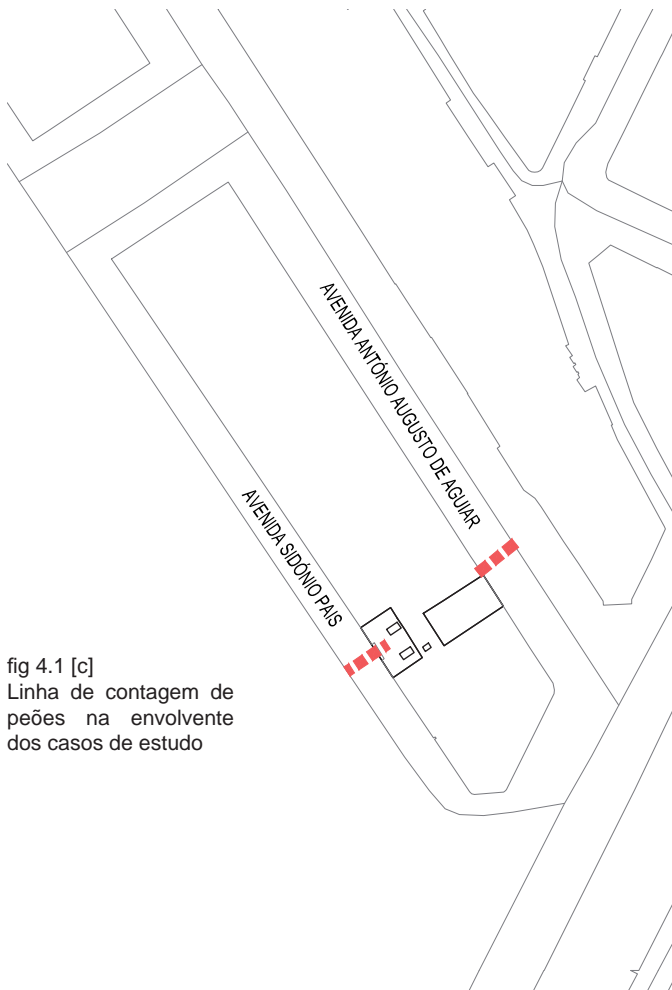 AVENIDA ANTÓNIO AUGUSTO DE AGUIAR
AVENIDA SIDÓNIO PAIS
fig 4.1 [c]
Linha de contagem de
peões na envolvente
dos casos de estudo